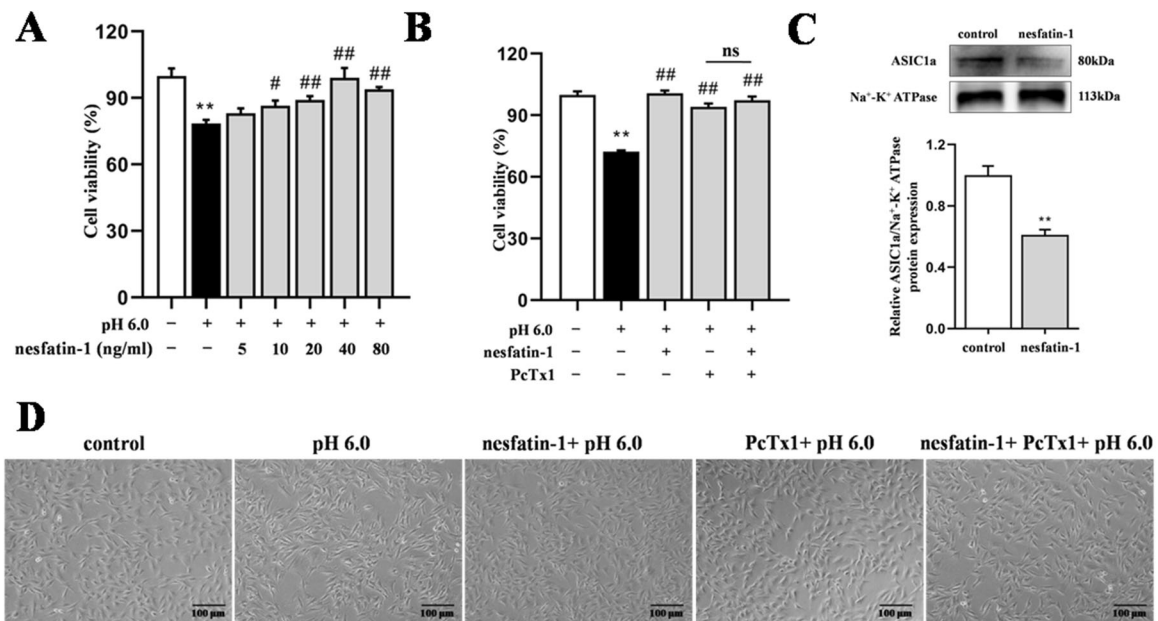 A
Cell viability (%)
120
90
60
30
0
**
#
##
##
##
pH 6.0 – + + + + + +
nesfatin-1 (ng/ml) – – 5 10 20 40 80
B
Cell viability (%)
120
90
60
30
0
**
##
##
ns
##
pH 6.0 – + + + +
nesfatin-1 – – + – +
PcTx1 – – – + +
C
control nesfatin-1
ASIC1a 80kDa
Na⁺-K⁺ ATPase 113kDa
Relative ASIC1a/Na⁺-K⁺ ATPase
protein expression
1.2
0.8
0.4
0.0
**
control nesfatin-1
D
control
pH 6.0
nesfatin-1+ pH 6.0
PcTx1+ pH 6.0
nesfatin-1+ PcTx1+ pH 6.0
100 μm
100 μm
100 μm
100 μm
100 μm